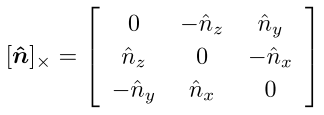 [n̂]× = [ 0 −n̂z n̂y
n̂z 0 −n̂x
−n̂y n̂x 0 ]